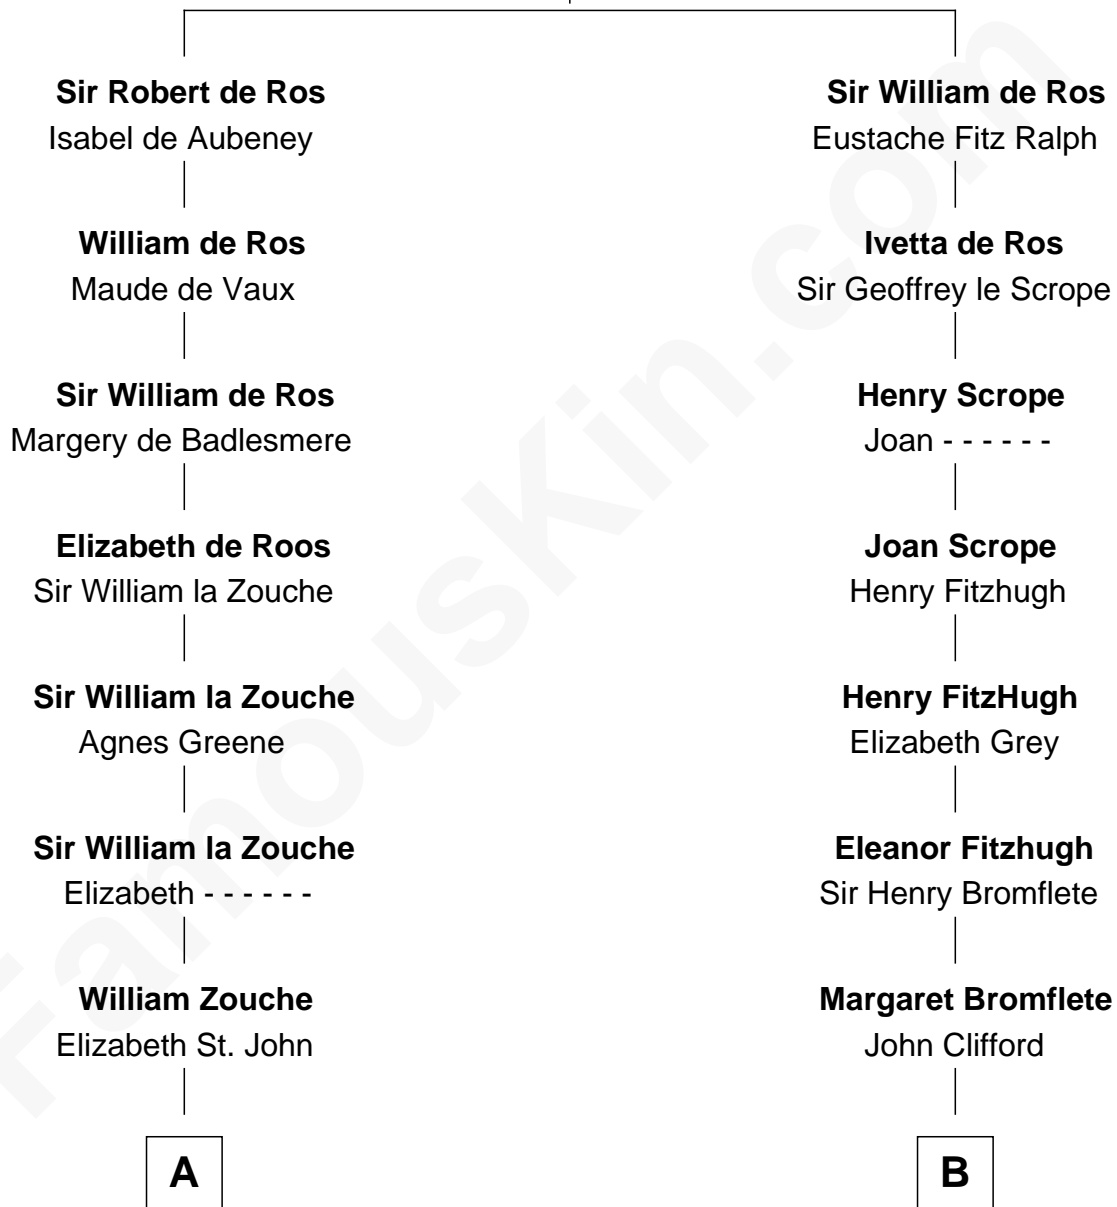 Sir Robert de Ros
Isabel de Aubeney
William de Ros
Maude de Vaux
Sir William de Ros
Margery de Badlesmere
Elizabeth de Roos
Sir William la Zouche
Sir William la Zouche
Agnes Greene
Sir William la Zouche
Elizabeth - - - - - -
William Zouche
Elizabeth St. John
A
Sir William de Ros
Eustache Fitz Ralph
Ivetta de Ros
Sir Geoffrey le Scrope
Henry Scrope
Joan - - - - - -
Joan Scrope
Henry Fitzhugh
Henry FitzHugh
Elizabeth Grey
Eleanor Fitzhugh
Sir Henry Bromflete
Margaret Bromflete
John Clifford
B
FamousKin.com